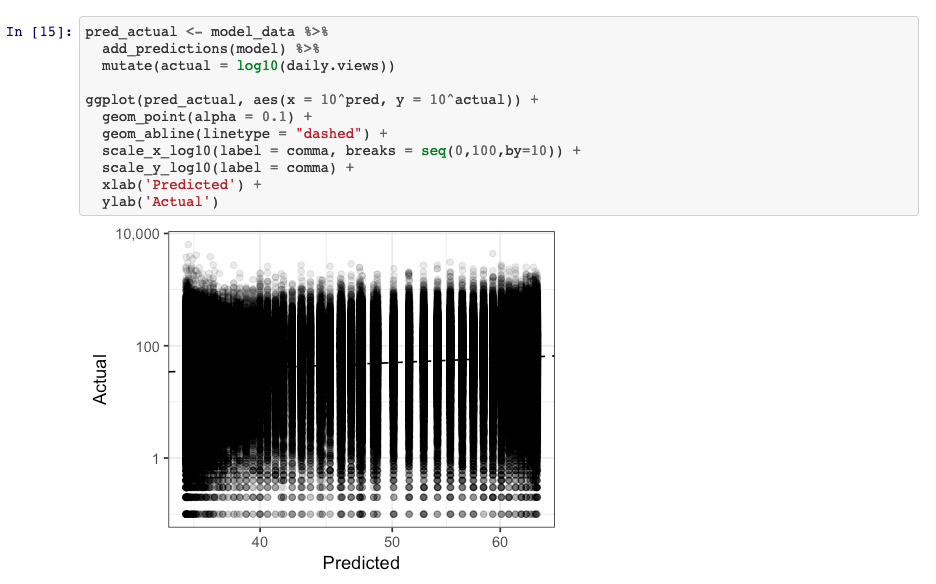 In [15]: pred_actual <- model_data %>%
  add_predictions(model) %>%
  mutate(actual = log10(daily.views))
ggplot(pred_actual, aes(x = 10^pred, y = 10^actual)) +
  geom_point(alpha = 0.1) +
  geom_abline(linetype = "dashed") +
  scale_x_log10(label = comma, breaks = seq(0,100,by=10)) +
  scale_y_log10(label = comma) +
  xlab('Predicted') +
  ylab('Actual')
10,000
100
1
Actual
40 50 60
Predicted